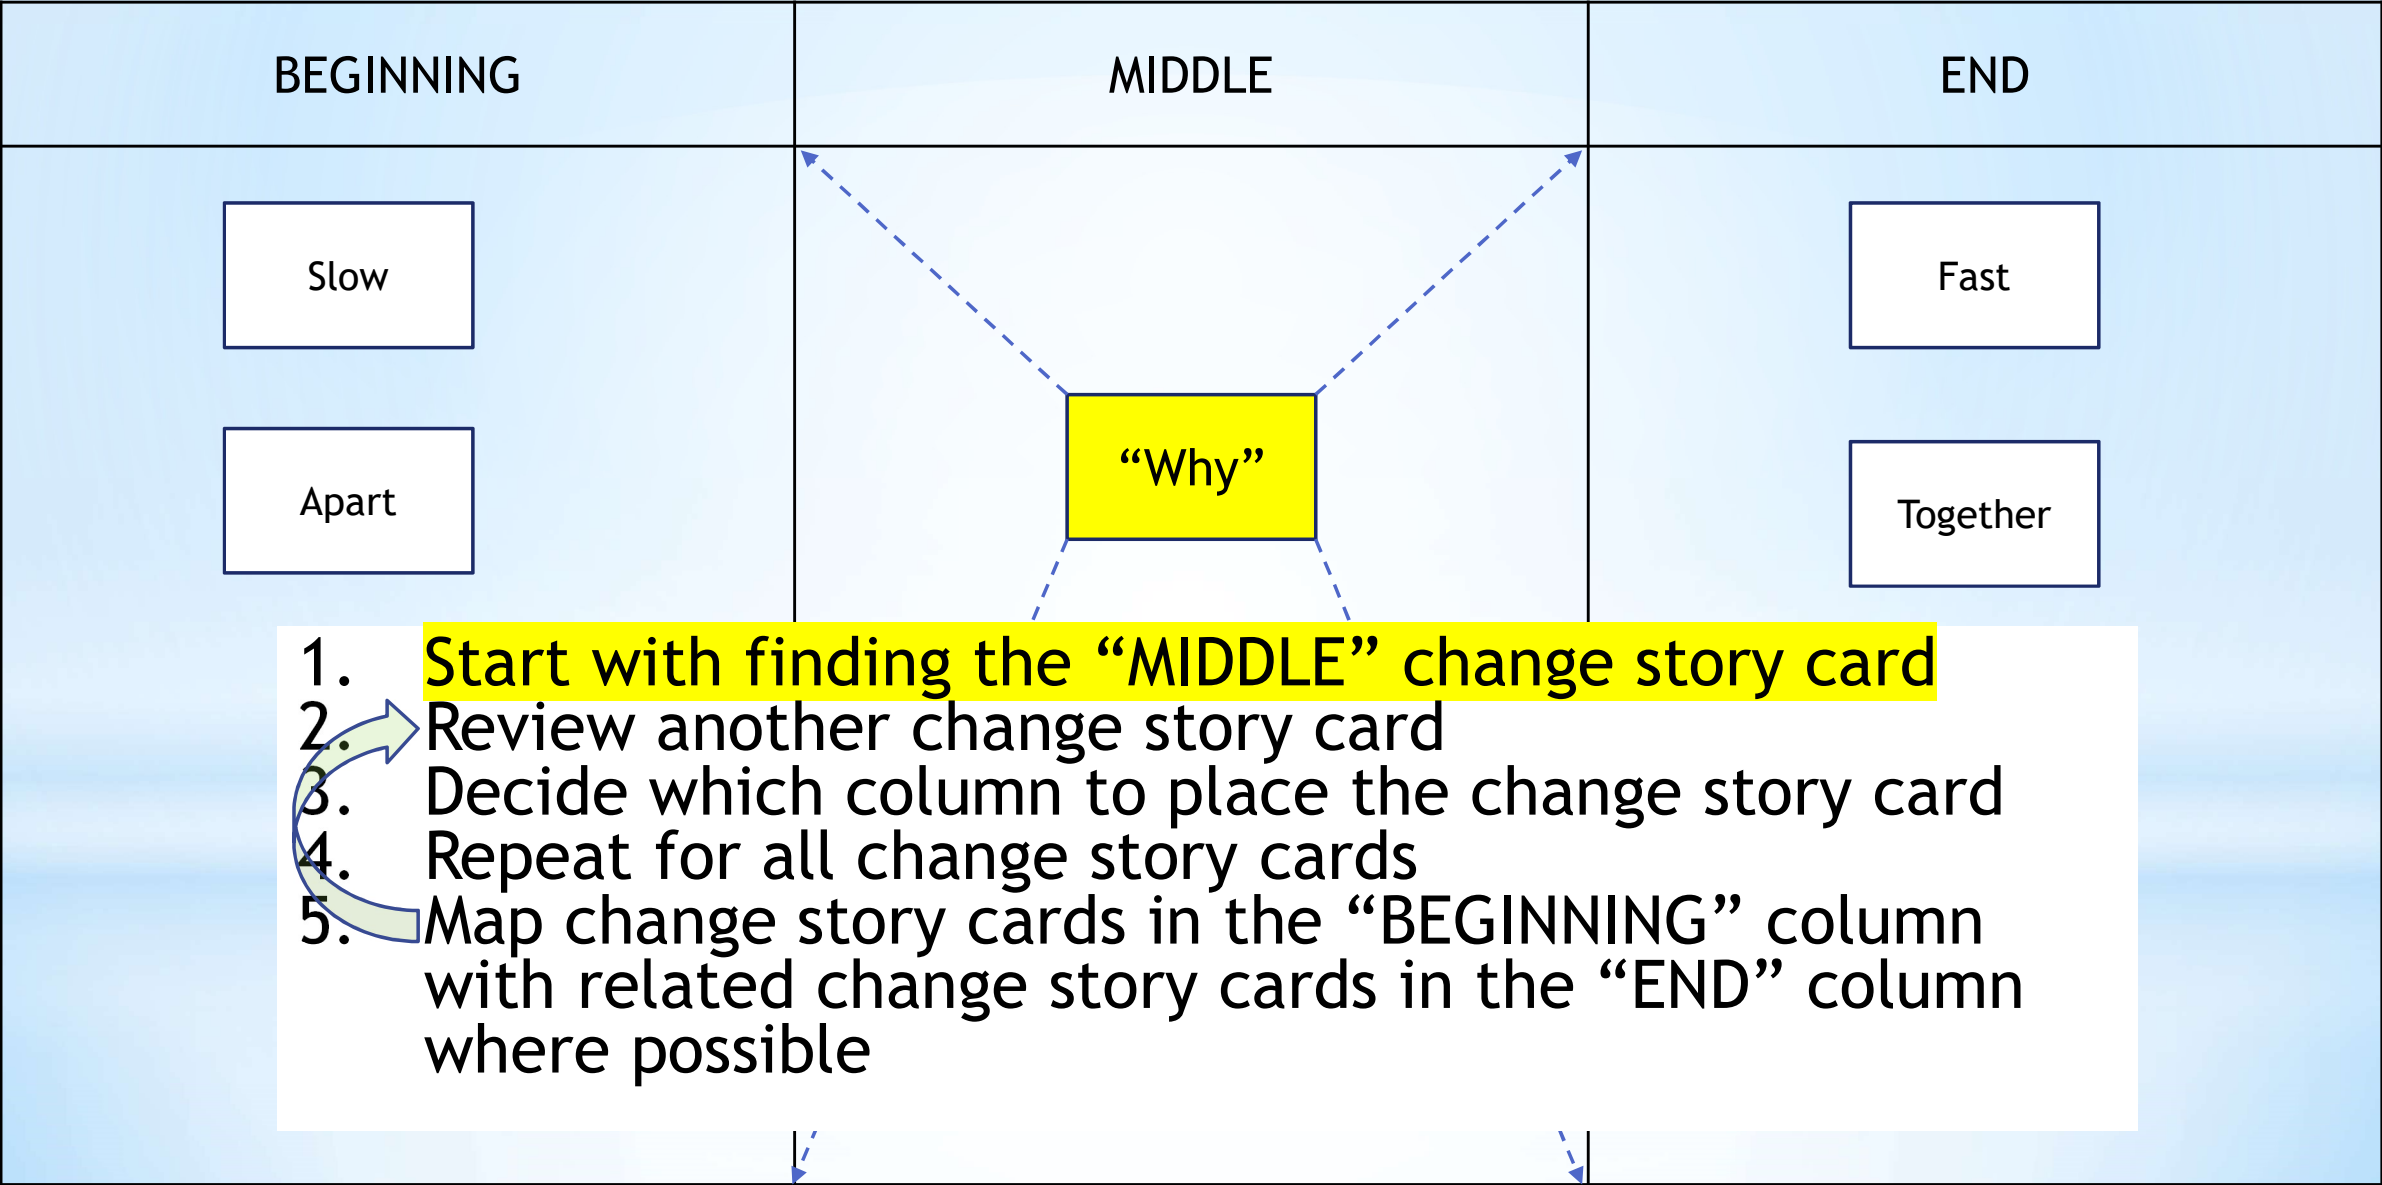 BEGINNING
MIDDLE
END
Slow
Fast
“Why”
Apart
Together
1. Start with finding the “MIDDLE” change story card
2. Review another change story card
3. Decide which column to place the change story card
4. Repeat for all change story cards
5. Map change story cards in the “BEGINNING” column
with related change story cards in the “END” column
where possible